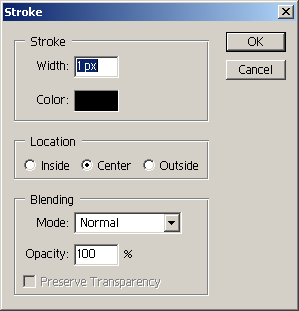 Stroke
Stroke
OK
Width: 1 px
Cancel
Color:
Location
Inside Center Outside
Blending
Mode: Normal
Opacity: 100 %
Preserve Transparency